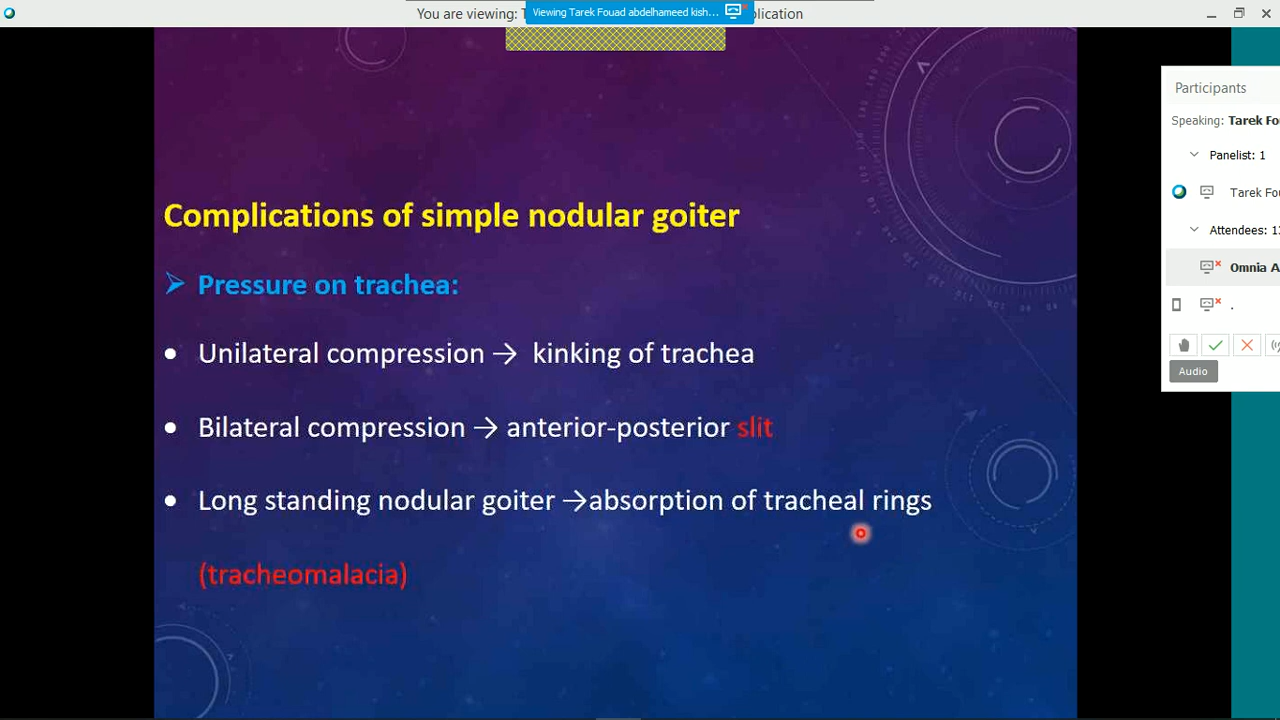 You are viewing: T
Viewing Tarek Fouad abdelhameed kish...
plication
Participants
Speaking: Tarek Fo
Panelist: 1
Tarek Fo
Attendees: 1
Omnia A
.
Audio
Complications of simple nodular goiter
➢ Pressure on trachea:
• Unilateral compression → kinking of trachea
• Bilateral compression → anterior-posterior slit
• Long standing nodular goiter →absorption of tracheal rings
(tracheomalacia)